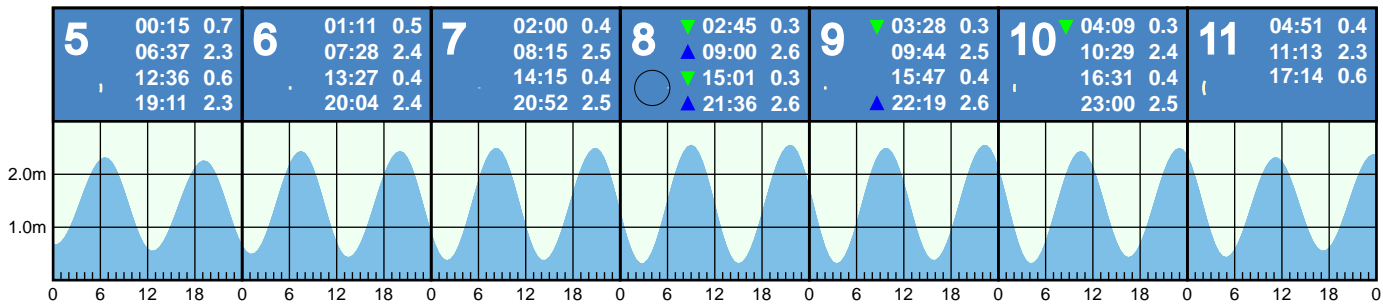 5
00:15 0.7
06:37 2.3
12:36 0.6
19:11 2.3
6
01:11 0.5
07:28 2.4
13:27 0.4
20:04 2.4
7
02:00 0.4
08:15 2.5
14:15 0.4
20:52 2.5
8
▼ 02:45 0.3
▲ 09:00 2.6
▼ 15:01 0.3
▲ 21:36 2.6
9
▼ 03:28 0.3
09:44 2.5
15:47 0.4
▲ 22:19 2.6
10
▼ 04:09 0.3
10:29 2.4
16:31 0.4
23:00 2.5
11
04:51 0.4
11:13 2.3
17:14 0.6
2.0m
1.0m
0 6 12 18 0 6 12 18 0 6 12 18 0 6 12 18 0 6 12 18 0 6 12 18 0 6 12 18 0